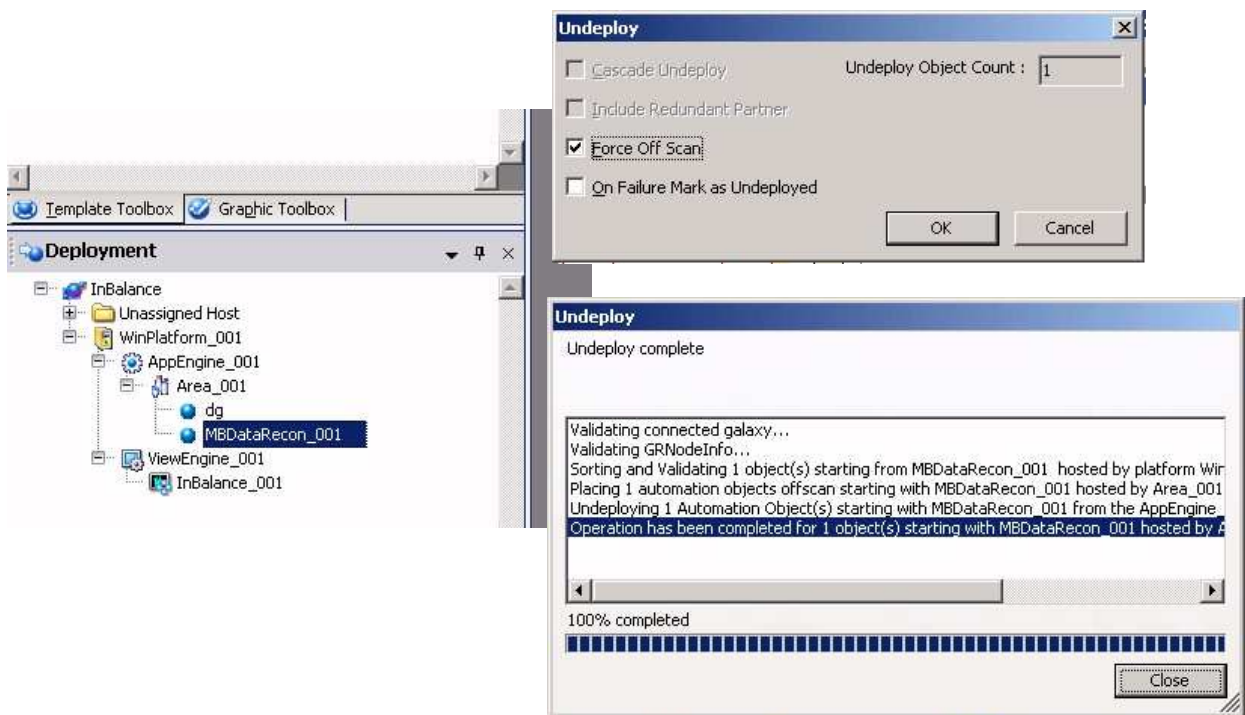 Template Toolbox Graphic Toolbox
Deployment
InBalance
Unassigned Host
WinPlatform_001
AppEngine_001
Area_001
dg
MBDataRecon_001
ViewEngine_001
InBalance_001
Undeploy
Cascade Undeploy Undeploy Object Count : 1
Include Redundant Partner
Force Off Scan
On Failure Mark as Undeployed
OK Cancel
Undeploy
Undeploy complete
Validating connected galaxy...
Validating GRNodeInfo...
Sorting and Validating 1 object(s) starting from MBDataRecon_001 hosted by platform Win
Placing 1 automation objects offscan starting with MBDataRecon_001 hosted by Area_001
Undeploying 1 Automation Object(s) starting with MBDataRecon_001 from the AppEngine_
Operation has been completed for 1 object(s) starting with MBDataRecon_001 hosted by A
100% completed
Close